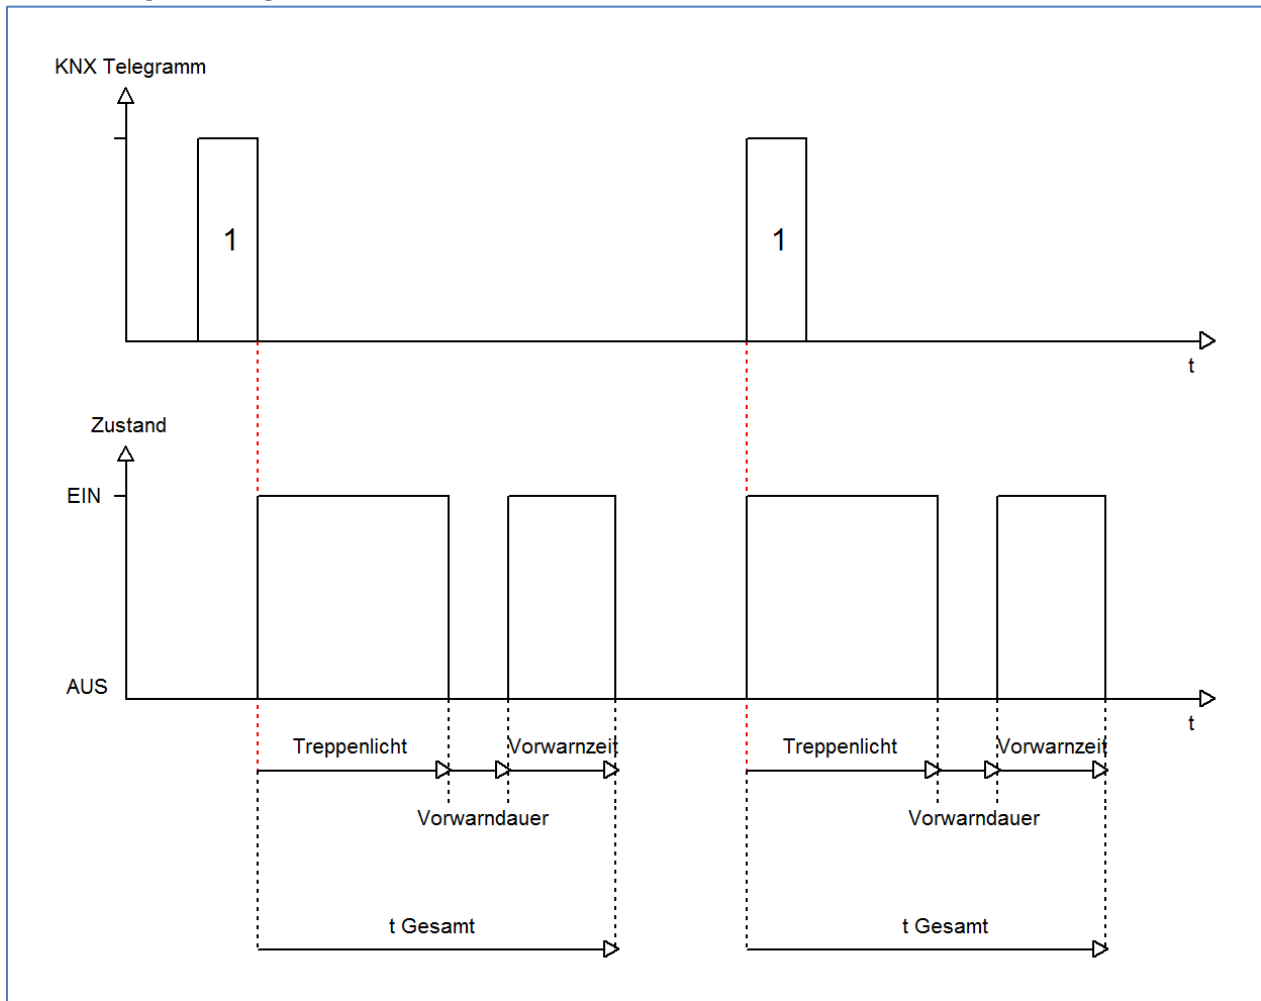 KNX Telegramm
1 1
t
Zustand
EIN
AUS
t
Treppenlicht Vorwarnzeit Treppenlicht Vorwarnzeit
Vorwarndauer Vorwarndauer
t Gesamt t Gesamt